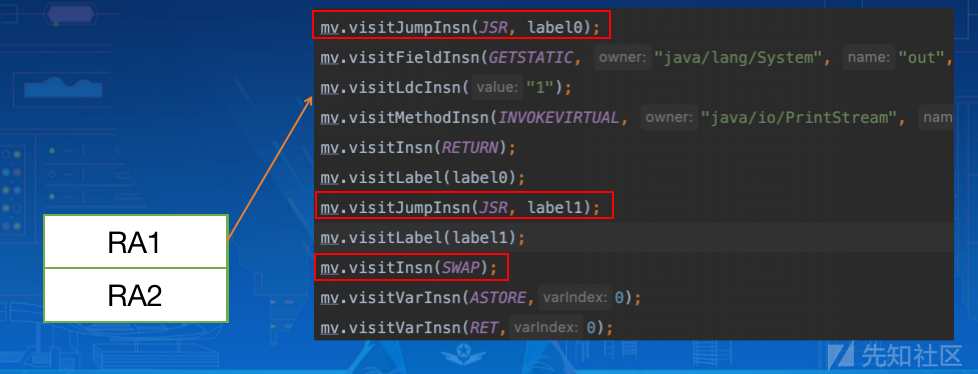 mv.visitJumpInsn(JSR, label0);
mv.visitFieldInsn(GETSTATIC, owner: "java/lang/System", name: "out",
mv.visitLdcInsn( value: "1");
mv.visitMethodInsn(INVOKEVIRTUAL, owner: "java/io/PrintStream", nam
mv.visitInsn(RETURN);
mv.visitLabel(label0);
mv.visitJumpInsn(JSR, label1);
mv.visitLabel(label1);
mv.visitInsn(SWAP);
mv.visitVarInsn(ASTORE, varIndex: 0);
mv.visitVarInsn(RET, varIndex: 0);
RA1
RA2
先知社区